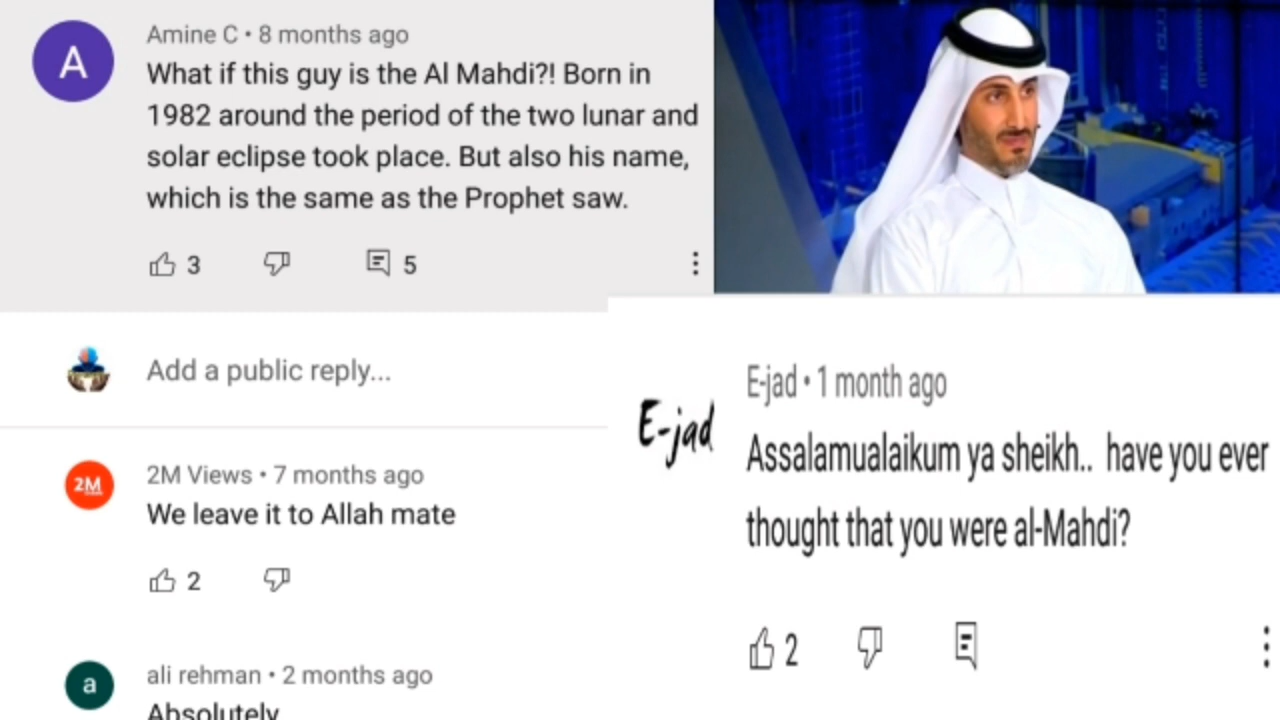 A
Amine C • 8 months ago
What if this guy is the Al Mahdi?! Born in
1982 around the period of the two lunar and
solar eclipse took place. But also his name,
which is the same as the Prophet saw.
3
5
Add a public reply...
2M
2M Views • 7 months ago
We leave it to Allah mate
2
a
ali rehman • 2 months ago
Absolutely
E-jad
E-jad • 1 month ago
Assalamualaikum ya sheikh.. have you ever
thought that you were al-Mahdi?
2